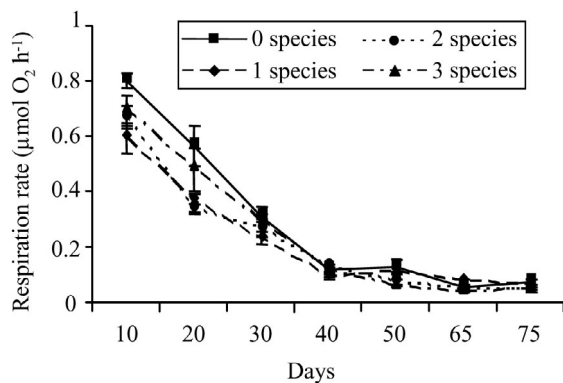 1
0 species 2 species
1 species 3 species
0.8
0.6
0.4
0.2
0
Respiration rate (µmol O₂ h⁻¹)
10 20 30 40 50 65 75
Days